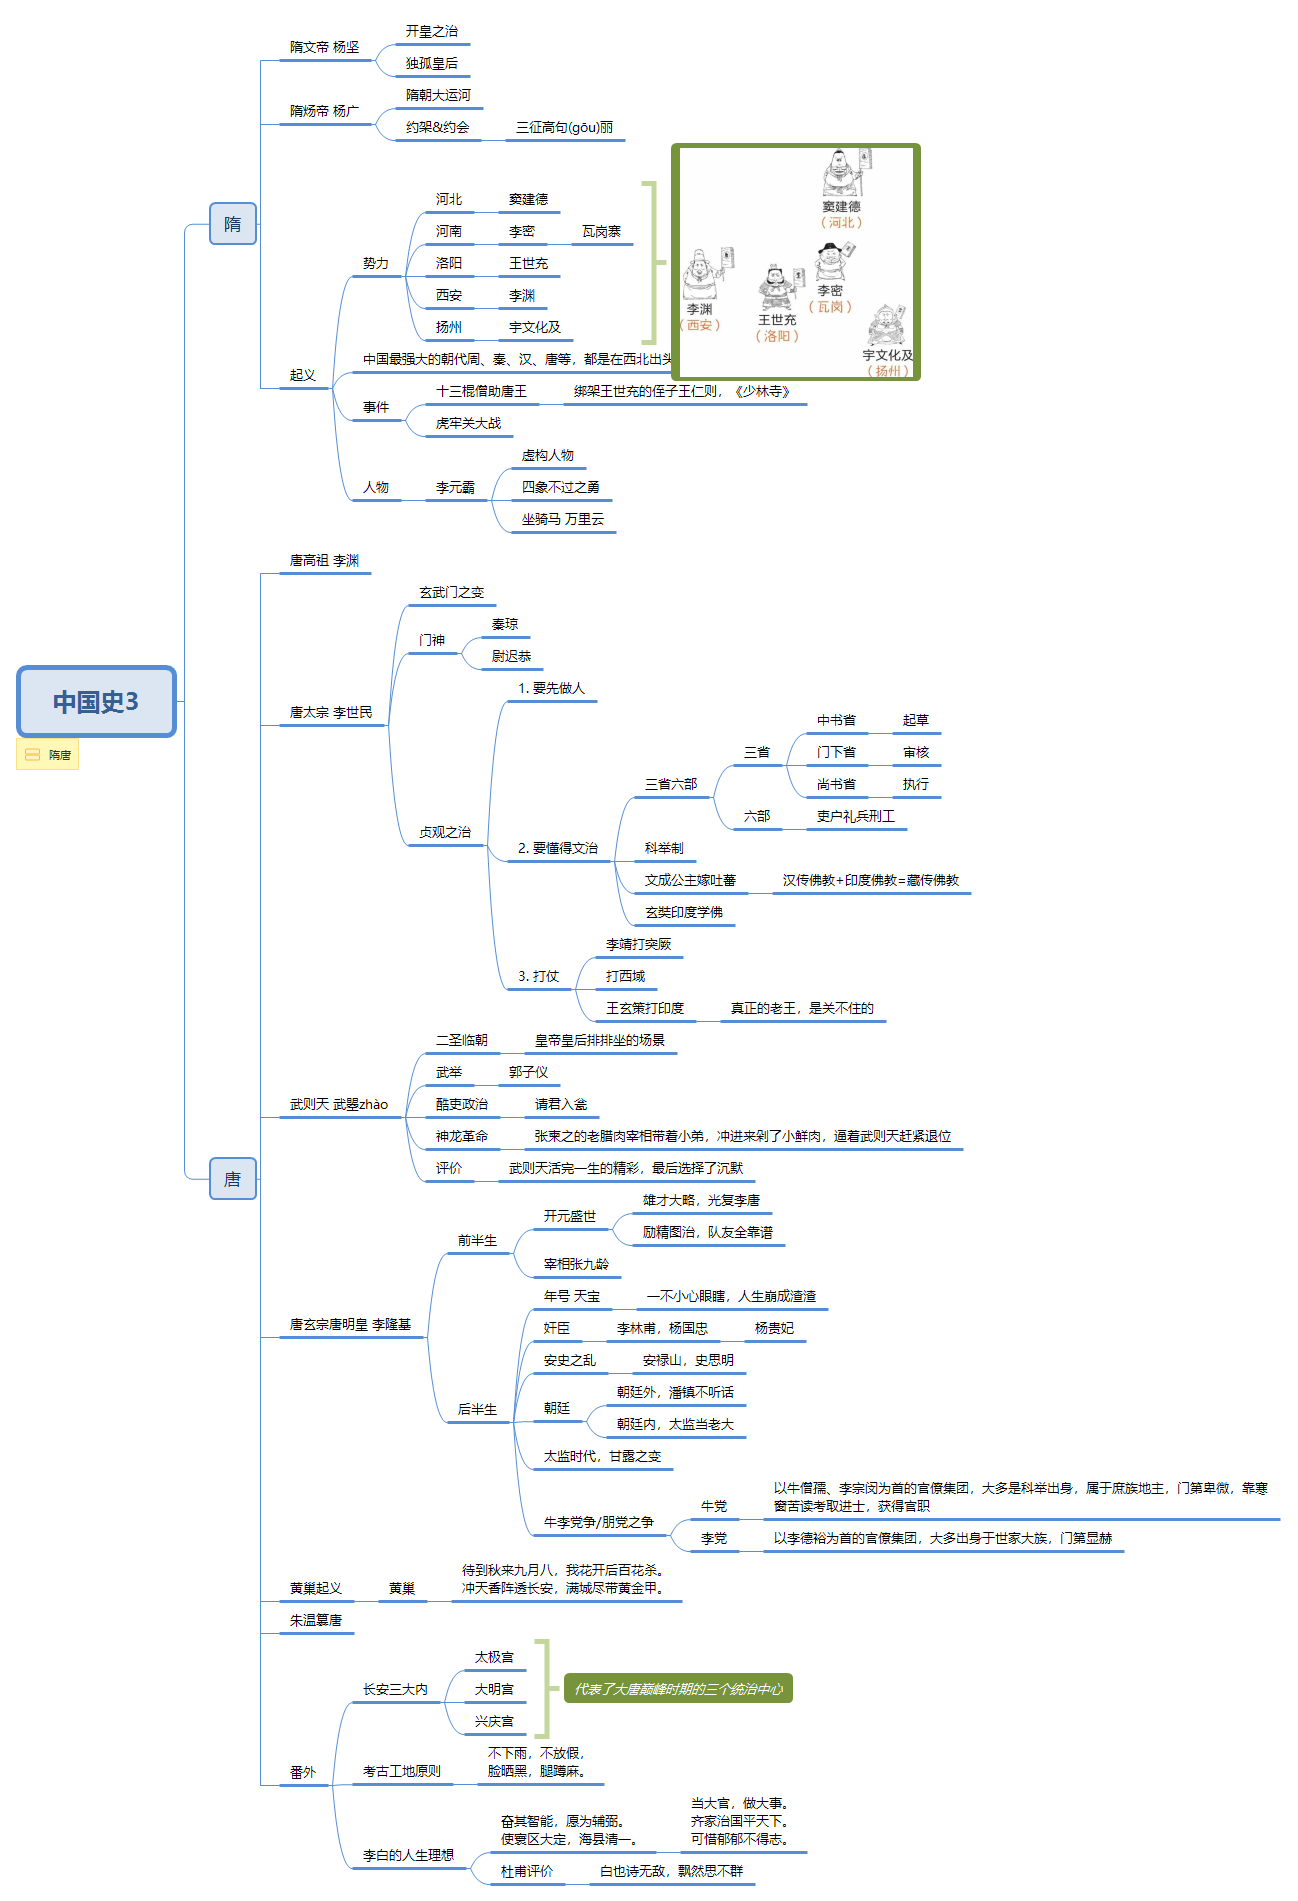 中国史3
隋唐
隋
隋文帝 杨坚
开皇之治
独孤皇后
隋炀帝 杨广
隋朝大运河
约架&约会
三征高句(gōu)丽
起义
势力
河北
窦建德
河南
李密
瓦岗寨
洛阳
王世充
西安
李渊
扬州
宇文化及
窦建德
（河北）
李密
（瓦岗）
李渊
（西安）
王世充
（洛阳）
宇文化及
（扬州）
中国最强大的朝代周、秦、汉、唐等，都是在西北出头
事件
十三棍僧助唐王
绑架王世充的侄子王仁则，《少林寺》
虎牢关大战
人物
李元霸
虚构人物
四象不过之勇
坐骑马 万里云
唐
唐高祖 李渊
唐太宗 李世民
玄武门之变
门神
秦琼
尉迟恭
贞观之治
1. 要先做人
2. 要懂得文治
三省六部
三省
中书省
起草
门下省
审核
尚书省
执行
六部
吏户礼兵刑工
科举制
文成公主嫁吐蕃
汉传佛教+印度佛教=藏传佛教
玄奘印度学佛
3. 打仗
李靖打突厥
打西域
王玄策打印度
真正的老王，是关不住的
武则天 武曌zhào
二圣临朝
皇帝皇后排排坐的场景
武举
郭子仪
酷吏政治
请君入瓮
神龙革命
张柬之的老腊肉宰相带着小弟，冲进来剁了小鲜肉，逼着武则天赶紧退位
评价
武则天活完一生的精彩，最后选择了沉默
唐玄宗唐明皇 李隆基
前半生
开元盛世
雄才大略，光复李唐
励精图治，队友全靠谱
宰相张九龄
后半生
年号 天宝
一不小心眼瞎，人生崩成渣渣
奸臣
李林甫，杨国忠
杨贵妃
安史之乱
安禄山，史思明
朝廷
朝廷外，潘镇不听话
朝廷内，太监当老大
太监时代，甘露之变
牛李党争/朋党之争
牛党
以牛僧孺、李宗闵为首的官僚集团，大多是科举出身，属于庶族地主，门第卑微，靠寒
窗苦读考取进士，获得官职
李党
以李德裕为首的官僚集团，大多出身于世家大族，门第显赫
黄巢起义
黄巢
待到秋来九月八，我花开后百花杀。
冲天香阵透长安，满城尽带黄金甲。
朱温篡唐
番外
长安三大内
太极宫
大明宫
兴庆宫
代表了大唐巅峰时期的三个统治中心
考古工地原则
不下雨，不放假，
脸晒黑，腿蹲麻。
李白的人生理想
奋其智能，愿为辅弼。
使寰区大定，海县清一。
当大官，做大事。
齐家治国平天下。
可惜郁郁不得志。
杜甫评价
白也诗无敌，飘然思不群